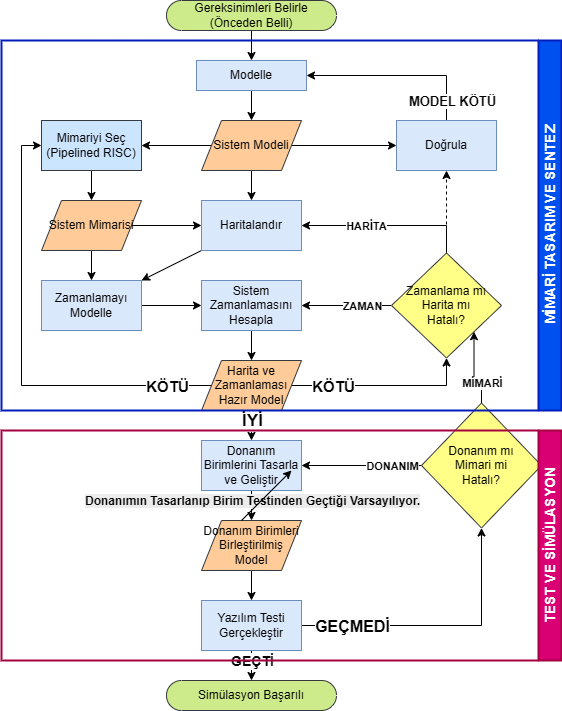 Gereksinimleri Belirle
(Önceden Belli)
Modelle
MODEL KÖTÜ
Mimariyi Seç
(Pipelined RISC)
Sistem Modeli
Doğrula
Sistem Mimarisi
Haritalandır
HARİTA
Zamanlamayı
Modelle
Sistem
Zamanlamasını
Hesapla
ZAMAN
Zamanlama mı
Harita mı
Hatalı?
KÖTÜ
Harita ve
Zamanlaması
Hazır Model
KÖTÜ
MİMARİ
İYİ
MİMARİ TASARIM VE SENTEZ
Donanım
Birimlerini Tasarla
ve Geliştir
DONANIM
Donanım mı
Mimari mi
Hatalı?
Donanımın Tasarlanıp Birim Testinden Geçtiği Varsayılıyor.
Donanım Birimleri
Birleştirilmiş
Model
Yazılım Testi
Gerçekleştir
GEÇMEDİ
GEÇTİ
TEST VE SİMÜLASYON
Simülasyon Başarılı